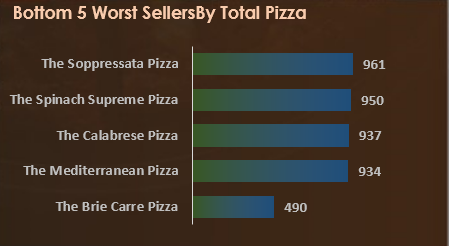 Bottom 5 Worst SellersBy Total Pizza
The Soppressata Pizza 961
The Spinach Supreme Pizza 950
The Calabrese Pizza 937
The Mediterranean Pizza 934
The Brie Carre Pizza 490